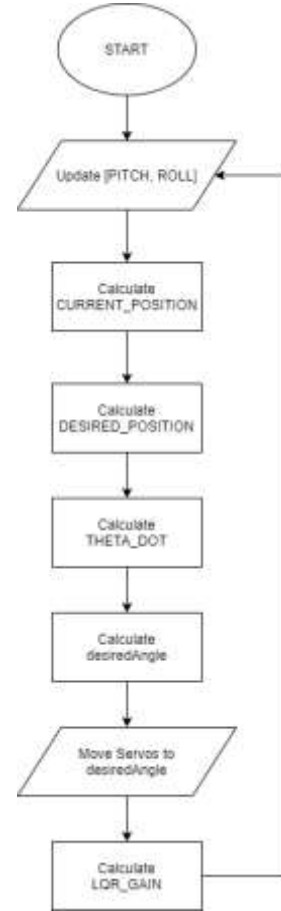 START
Update [PITCH, ROLL]
Calculate
CURRENT_POSITION
Calculate
DESIRED_POSITION
Calculate
THETA_DOT
Calculate
desiredAngle
Move Servos to
desiredAngle
Calculate
LQR_GAIN